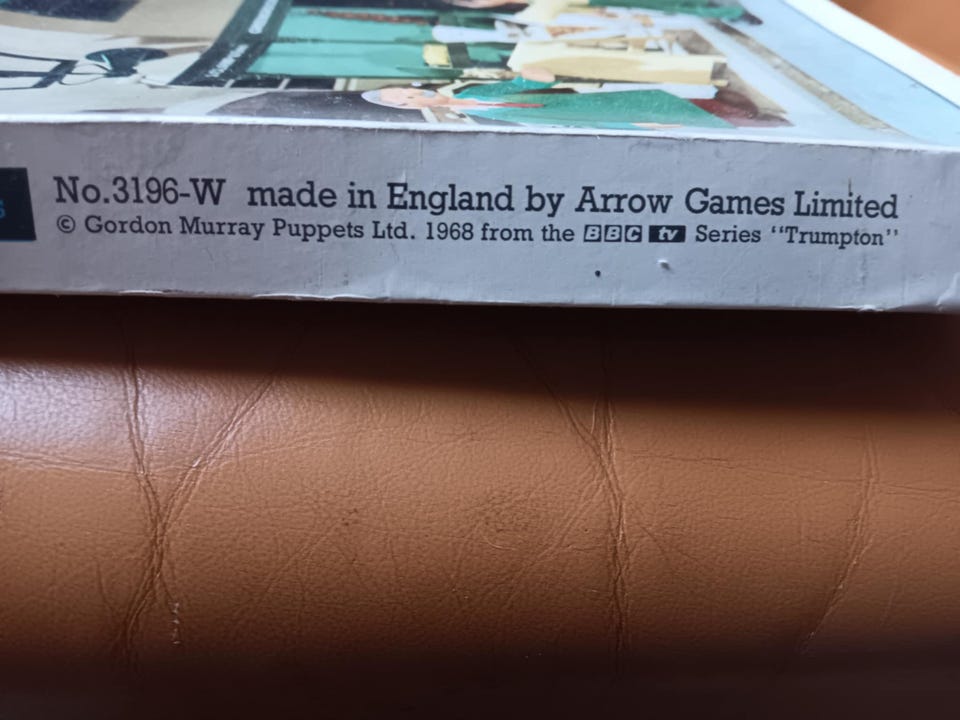 No.3196-W made in England by Arrow Games Limited
© Gordon Murray Puppets Ltd. 1968 from the BBC tv Series "Trumpton"